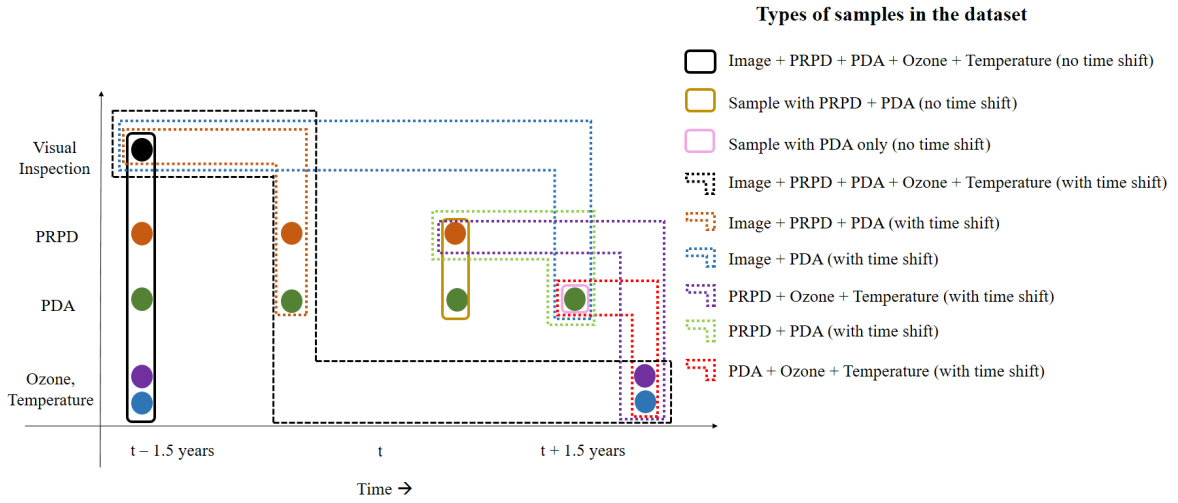 Types of samples in the dataset
Image + PRPD + PDA + Ozone + Temperature (no time shift)
Sample with PRPD + PDA (no time shift)
Sample with PDA only (no time shift)
Image + PRPD + PDA + Ozone + Temperature (with time shift)
Image + PRPD + PDA (with time shift)
Image + PDA (with time shift)
PRPD + Ozone + Temperature (with time shift)
PRPD + PDA (with time shift)
PDA + Ozone + Temperature (with time shift)
Visual
Inspection
PRPD
PDA
Ozone,
Temperature
t – 1.5 years
t
t + 1.5 years
Time →